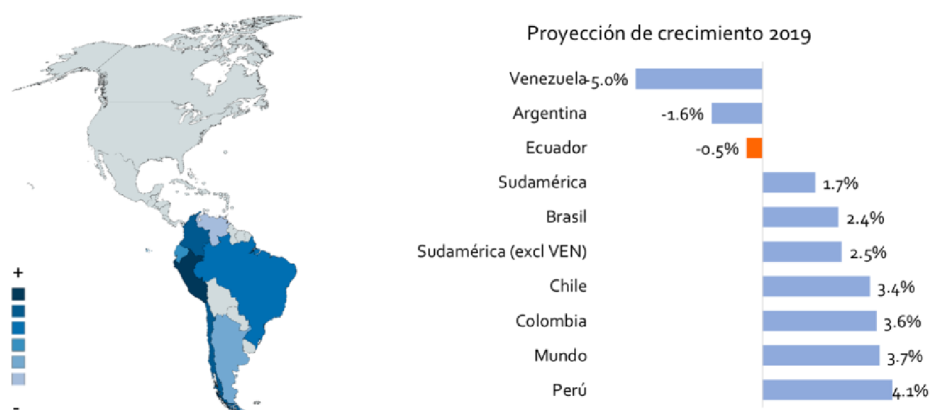 Proyección de crecimiento 2019
Venezuela -5.0%
Argentina -1.6%
Ecuador -0.5%
Sudamérica 1.7%
Brasil 2.4%
Sudamérica (excl VEN) 2.5%
Chile 3.4%
Colombia 3.6%
Mundo 3.7%
Perú 4.1%
+
-